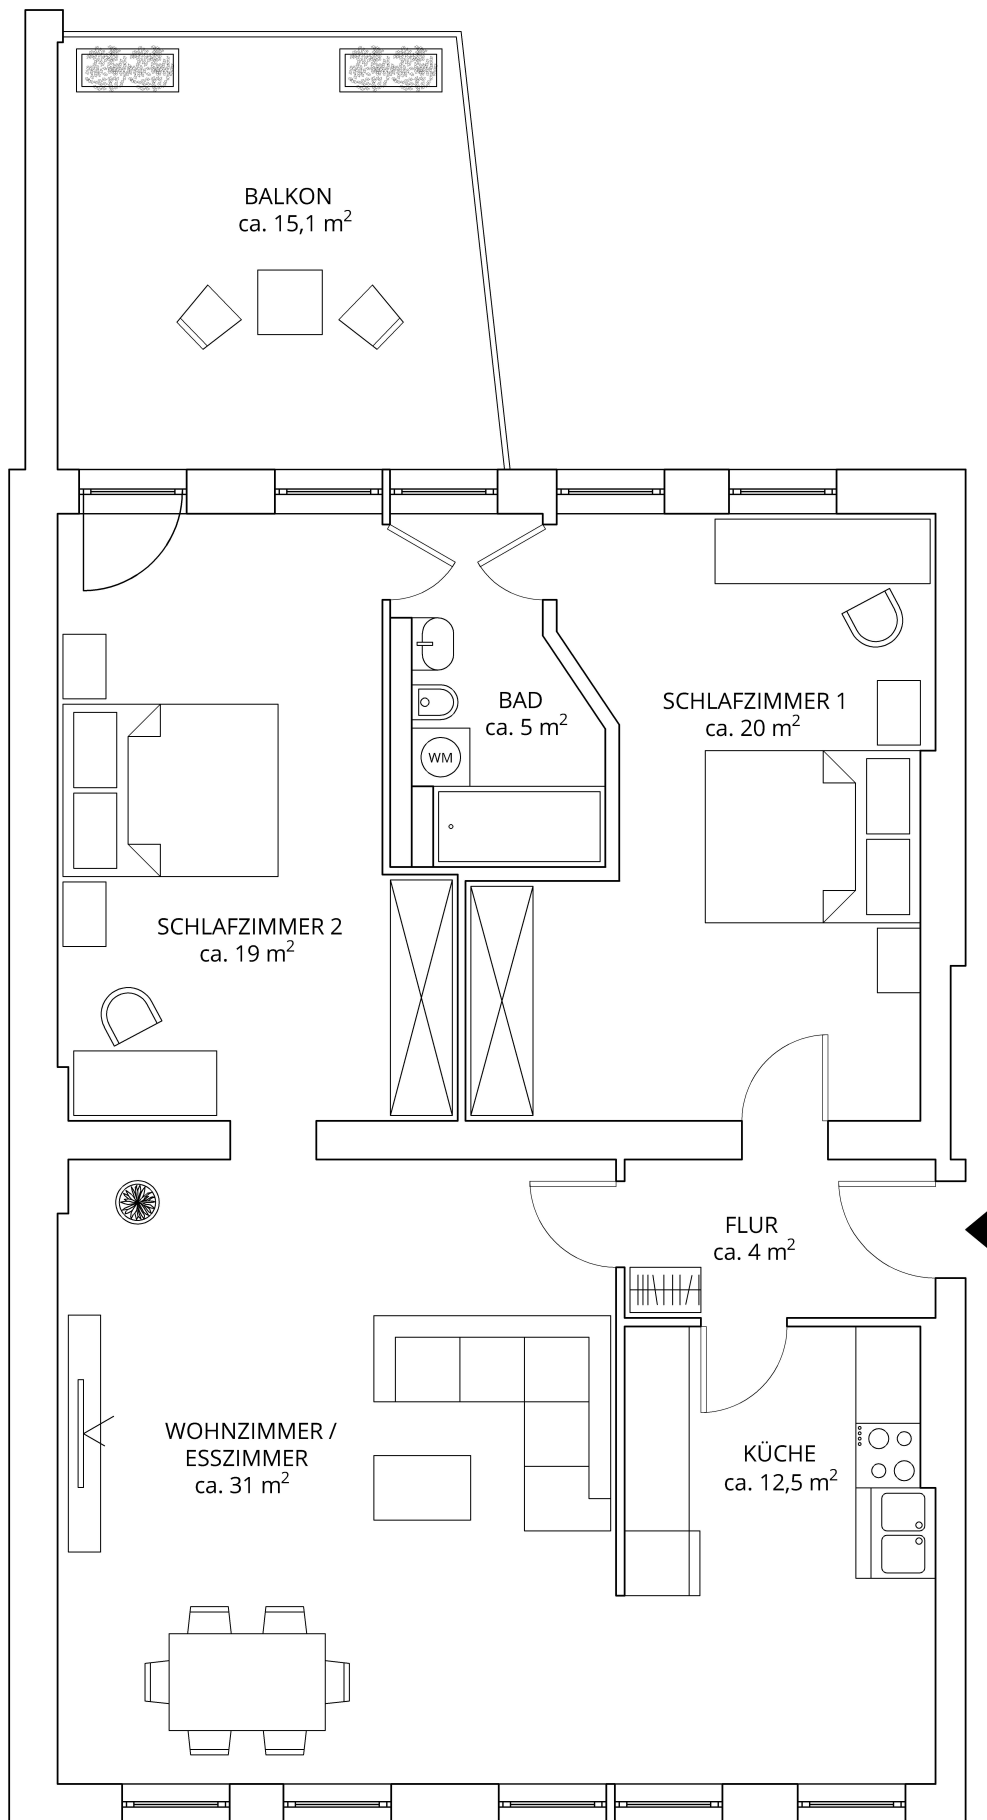 BALKON
ca. 15,1 m²
BAD
ca. 5 m²
WM
SCHLAFZIMMER 1
ca. 20 m²
SCHLAFZIMMER 2
ca. 19 m²
FLUR
ca. 4 m²
WOHNZIMMER /
ESSZIMMER
ca. 31 m²
KÜCHE
ca. 12,5 m²